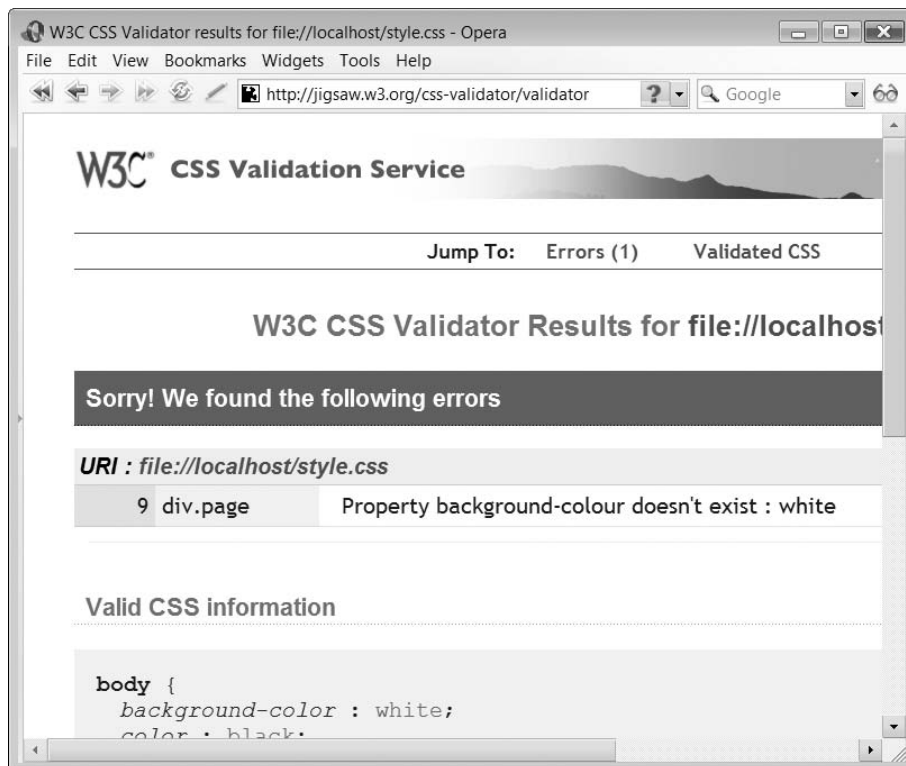 W3C CSS Validator results for file://localhost/style.css - Opera
File Edit View Bookmarks Widgets Tools Help
http://jigsaw.w3.org/css-validator/validator ? Google
W3C® CSS Validation Service
Jump To: Errors (1) Validated CSS
W3C CSS Validator Results for file://localhost
Sorry! We found the following errors
URI : file://localhost/style.css
9 div.page Property background-colour doesn't exist : white
Valid CSS information
body {
background-color : white;
color : black;